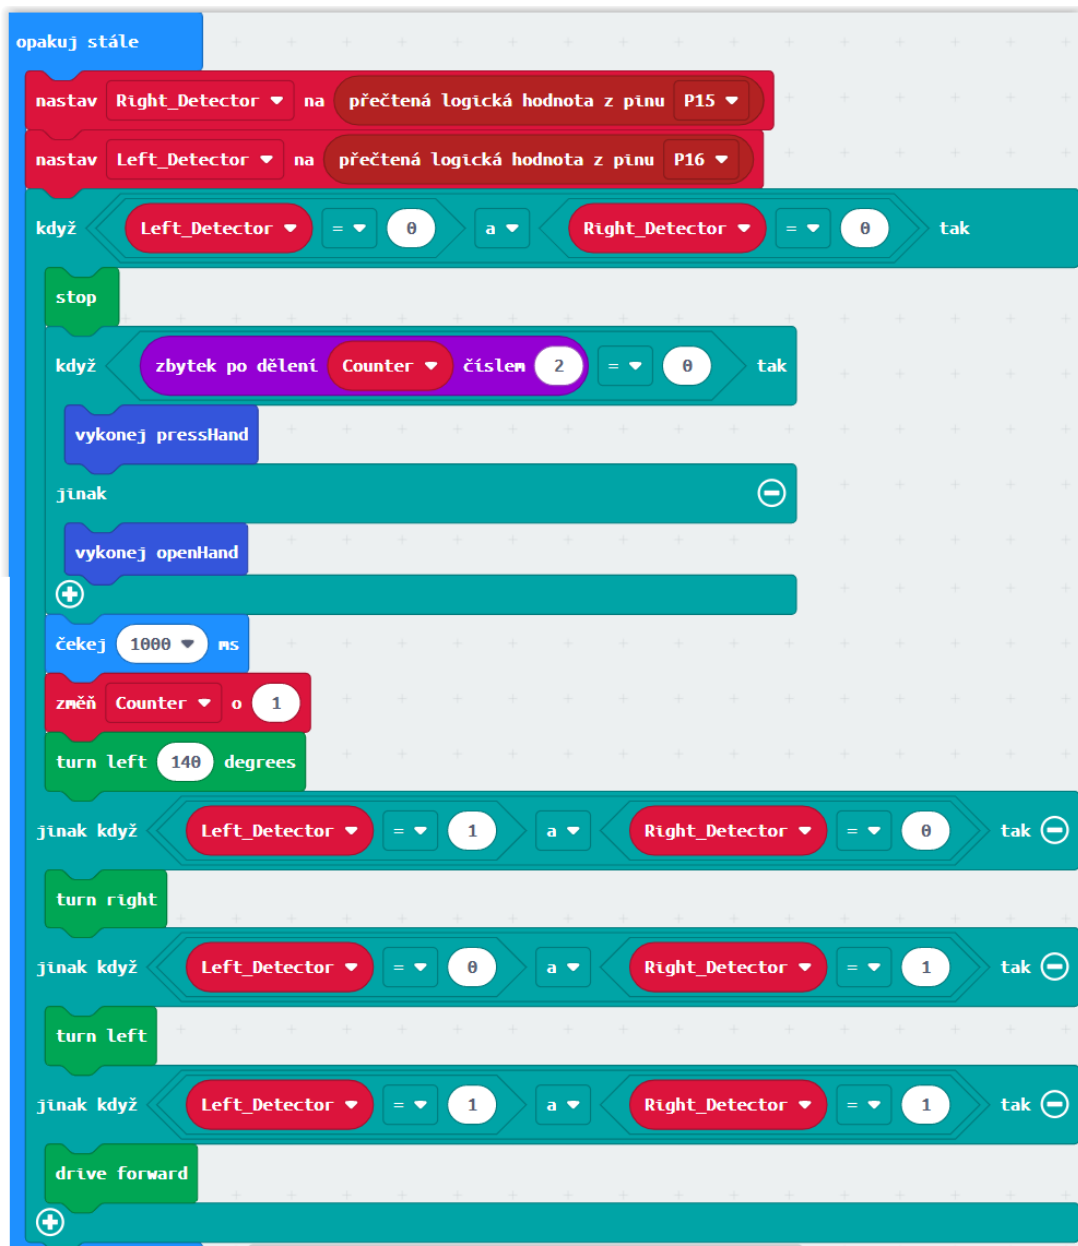 opakuj stále
nastav Right_Detector na přečtená logická hodnota z pinu P15
nastav Left_Detector na přečtená logická hodnota z pinu P16
když Left_Detector = 0 a Right_Detector = 0 tak
stop
když zbytek po dělení Counter číslem 2 = 0 tak
vykonej pressHand
jinak
vykonej openHand
čekej 1000 ms
změň Counter o 1
turn left 140 degrees
jinak když Left_Detector = 1 a Right_Detector = 0 tak
turn right
jinak když Left_Detector = 0 a Right_Detector = 1 tak
turn left
jinak když Left_Detector = 1 a Right_Detector = 1 tak
drive forward